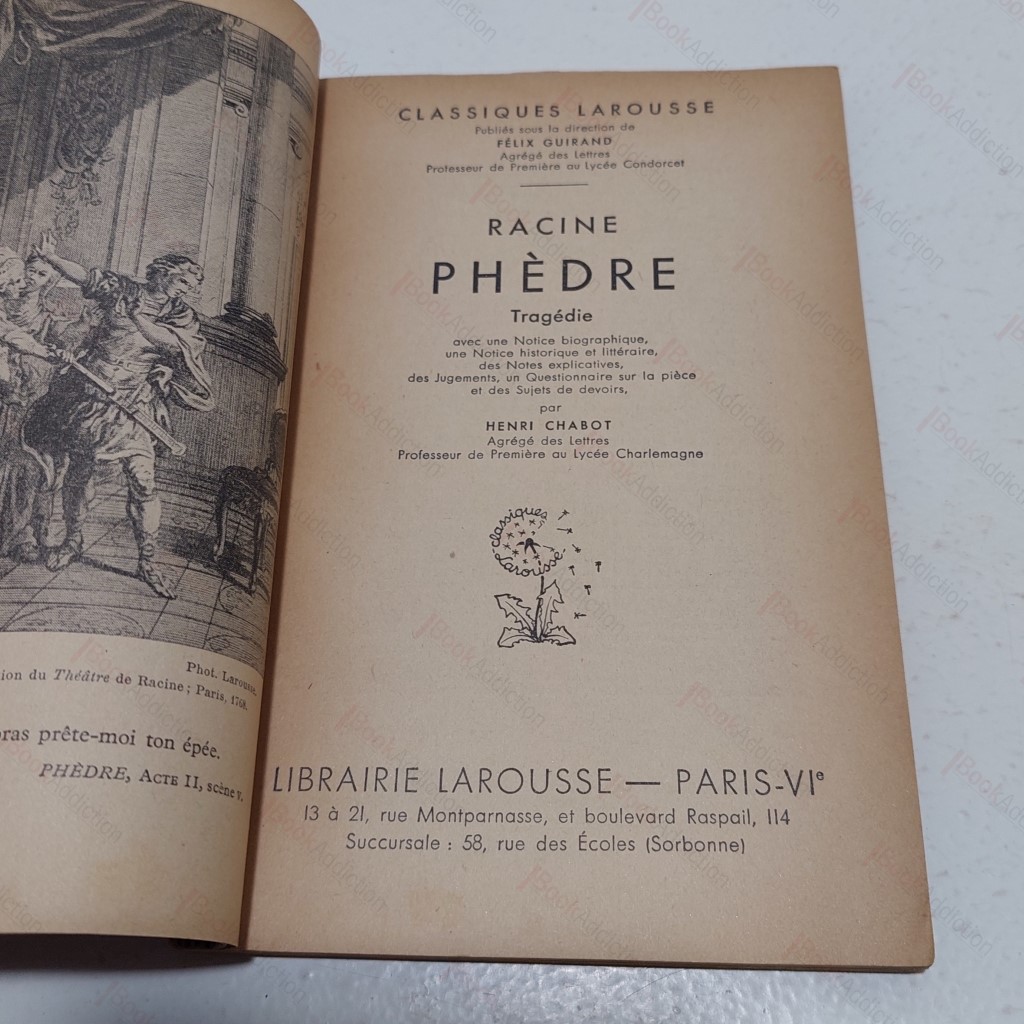 Phot. Larousse.
ion du Théâtre de Racine ; Paris, 1768.
bras prête-moi ton épée.
PHÈDRE, ACTE II, scène v.
CLASSIQUES LAROUSSE
Publiés sous la direction de
FÉLIX GUIRAND
Agrégé des Lettres
Professeur de Première au Lycée Condorcet
RACINE
PHÈDRE
Tragédie
avec une Notice biographique,
une Notice historique et littéraire,
des Notes explicatives,
des Jugements, un Questionnaire sur la pièce
et des Sujets de devoirs,
par
HENRI CHABOT
Agrégé des Lettres
Professeur de Première au Lycée Charlemagne
classiques
Larousse
LIBRAIRIE LAROUSSE — PARIS-VIᵉ
13 à 21, rue Montparnasse, et boulevard Raspail, 114
Succursale : 58, rue des Écoles (Sorbonne)
BookAddiction